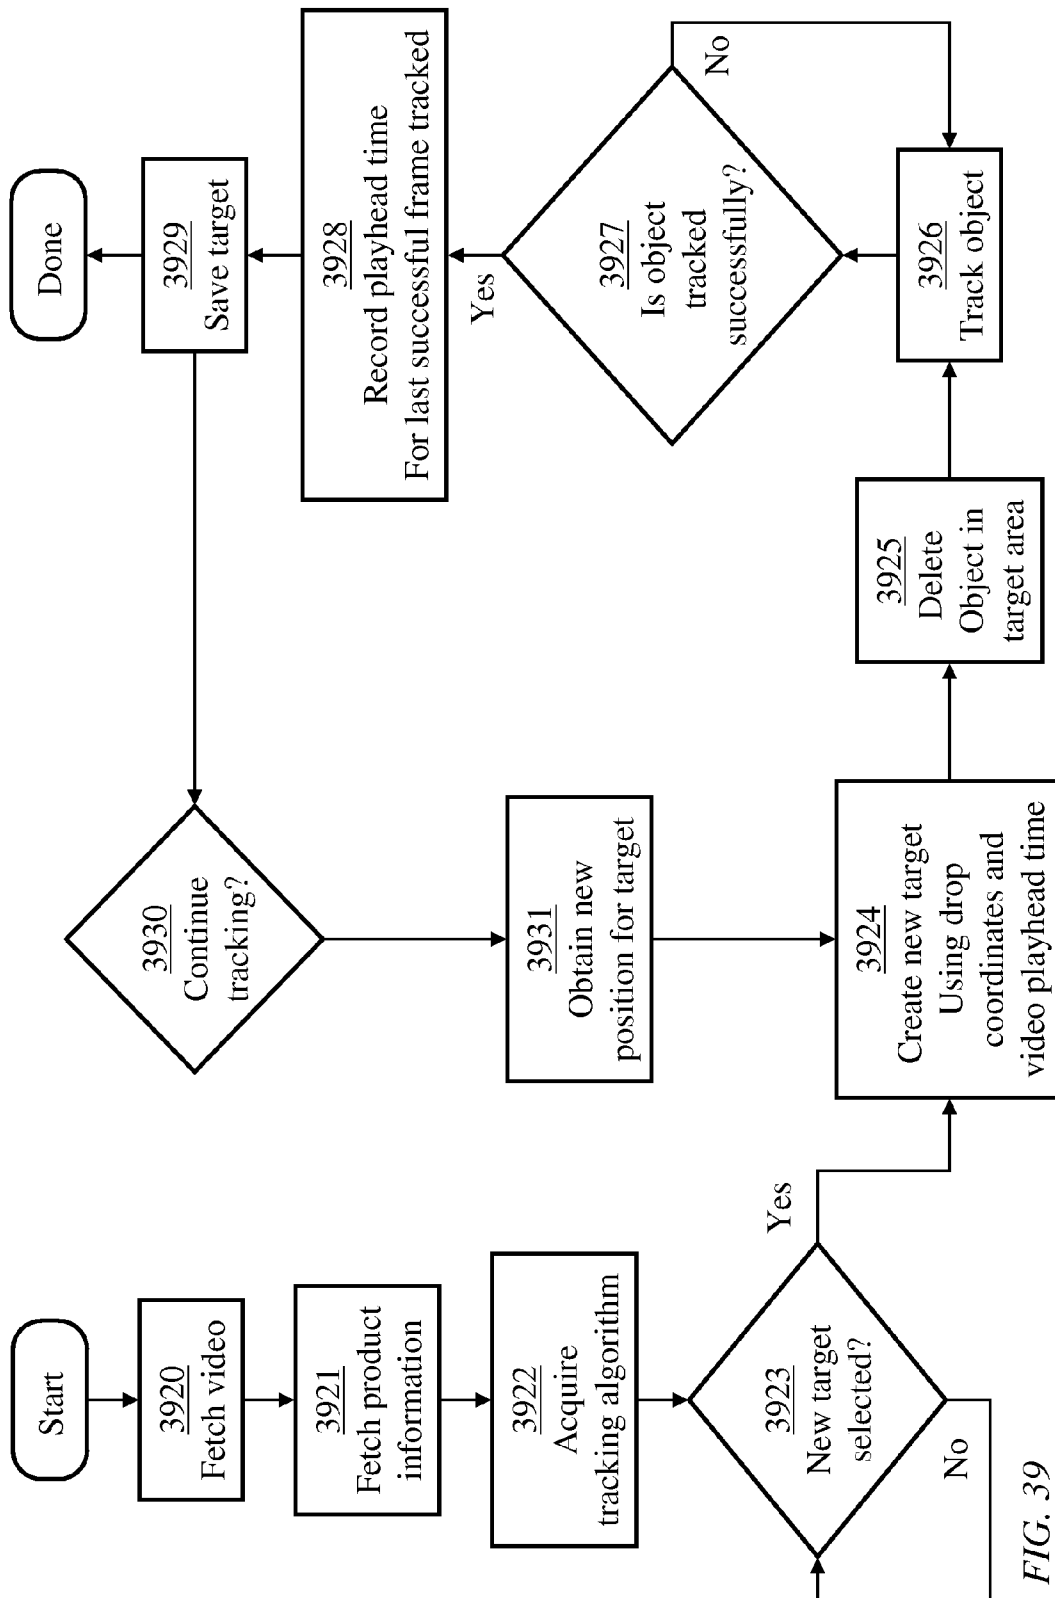 Start
3920
Fetch video
3921
Fetch product
information
3922
Acquire
tracking algorithm
3923
New target
selected?
Yes
No
3930
Continue
tracking?
3931
Obtain new
position for target
3924
Create new target
Using drop
coordinates and
video playhead time
3925
Delete
Object in
target area
Done
3929
Save target
3928
Record playhead time
For last successful frame tracked
Yes
3927
Is object
tracked
successfully?
No
3926
Track object
FIG. 39